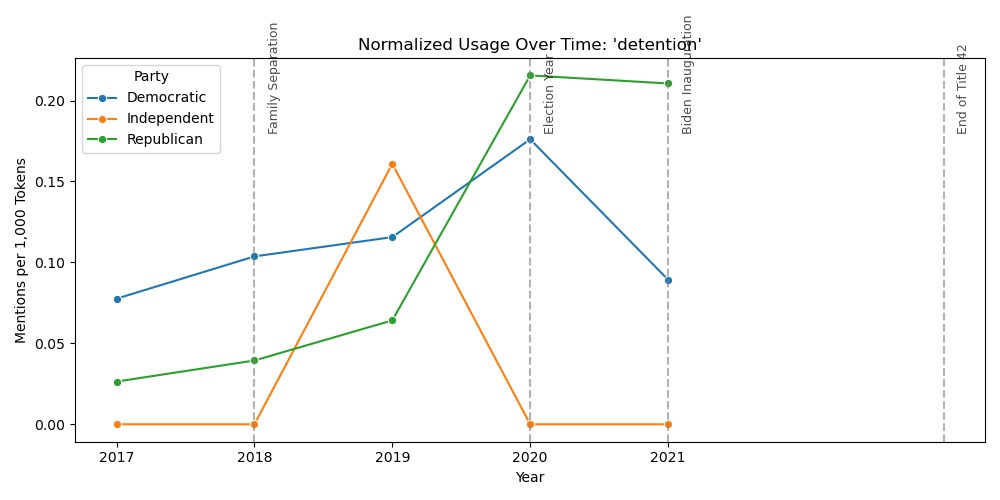 Normalized Usage Over Time: 'detention'
Party
Democratic
Independent
Republican
Family Separation
Election Year
Biden Inauguration
End of Title 42
Mentions per 1,000 Tokens
0.20
0.15
0.10
0.05
0.00
2017 2018 2019 2020 2021
Year